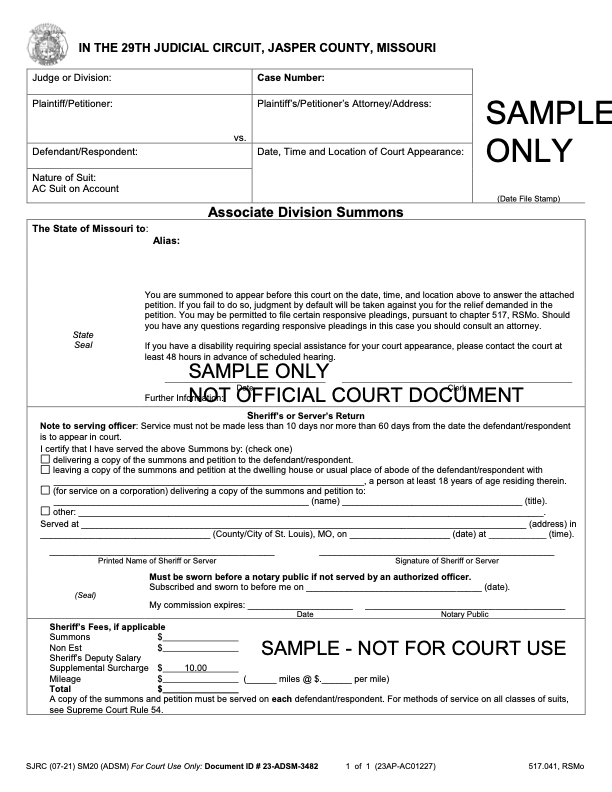 IN THE 29TH JUDICIAL CIRCUIT, JASPER COUNTY, MISSOURI
Judge or Division:
Case Number:
Plaintiff/Petitioner:
vs.
Plaintiff's/Petitioner's Attorney/Address:
Defendant/Respondent:
Date, Time and Location of Court Appearance:
Nature of Suit:
AC Suit on Account
SAMPLE
ONLY
(Date File Stamp)
Associate Division Summons
The State of Missouri to:
Alias:
You are summoned to appear before this court on the date, time, and location above to answer the attached
petition. If you fail to do so, judgment by default will be taken against you for the relief demanded in the
petition. You may be permitted to file certain responsive pleadings, pursuant to chapter 517, RSMo. Should
you have any questions regarding responsive pleadings in this case you should consult an attorney.
State
Seal
If you have a disability requiring special assistance for your court appearance, please contact the court at
least 48 hours in advance of scheduled hearing.
SAMPLE ONLY
Date Clerk
NOT OFFICIAL COURT DOCUMENT
Further Information:
Sheriff's or Server's Return
Note to serving officer: Service must not be made less than 10 days nor more than 60 days from the date the defendant/respondent
is to appear in court.
I certify that I have served the above Summons by: (check one)
☐ delivering a copy of the summons and petition to the defendant/respondent.
☐ leaving a copy of the summons and petition at the dwelling house or usual place of abode of the defendant/respondent with
____________, a person at least 18 years of age residing therein.
☐ (for service on a corporation) delivering a copy of the summons and petition to:
____________ (name) ____________ (title).
☐ other: ____________.
Served at ____________ (address) in
____________ (County/City of St. Louis), MO, on ____________ (date) at ____________ (time).
Printed Name of Sheriff or Server Signature of Sheriff or Server
Must be sworn before a notary public if not served by an authorized officer.
Subscribed and sworn to before me on ____________ (date).
(Seal)
My commission expires: ____________ ____________
Date Notary Public
Sheriff's Fees, if applicable
Summons $____________
Non Est $____________
Sheriff's Deputy Salary
Supplemental Surcharge $ 10.00
Mileage $____________ (______ miles @ $.______ per mile)
Total $____________
SAMPLE - NOT FOR COURT USE
A copy of the summons and petition must be served on each defendant/respondent. For methods of service on all classes of suits,
see Supreme Court Rule 54.
SJRC (07-21) SM20 (ADSM) For Court Use Only: Document ID # 23-ADSM-3482 1 of 1 (23AP-AC01227) 517.041, RSMo